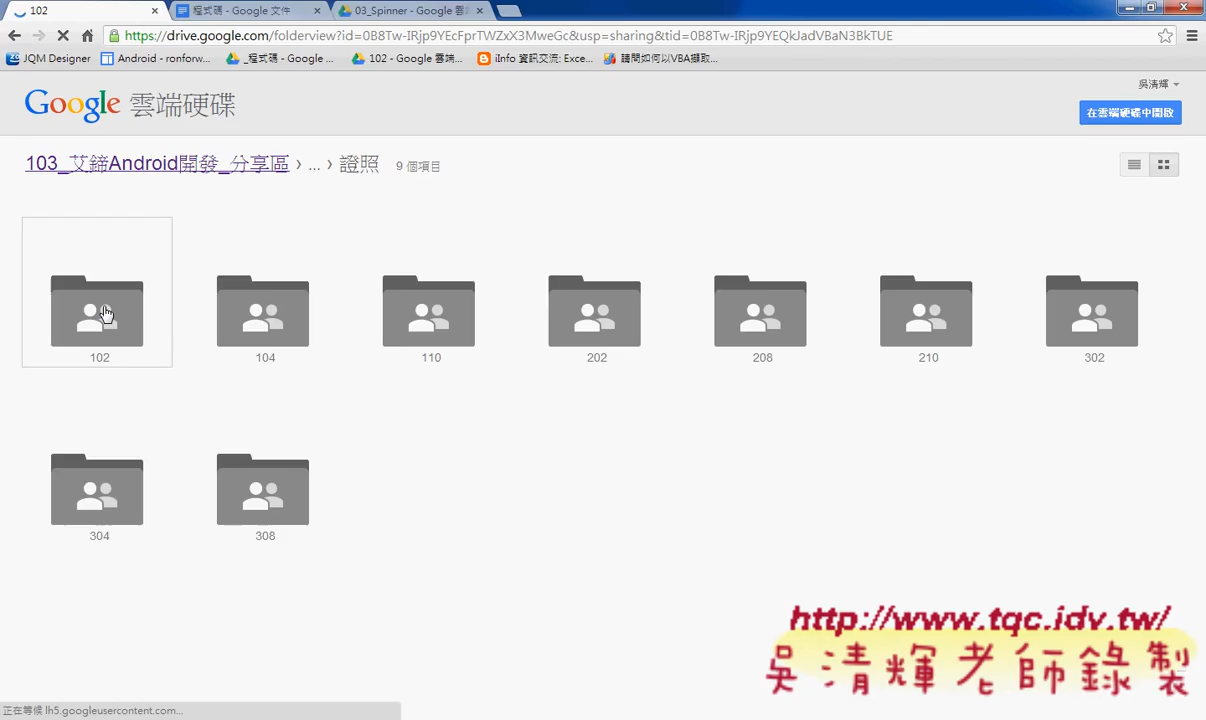 102
程式碼 - Google 文件
03_Spinner - Google 雲端
https://drive.google.com/folderview?id=0B8Tw-IRjp9YEcFprTWZxX3MweGc&usp=sharing&tid=0B8Tw-IRjp9YEQkJadVBaN3BkTUE
JQM Designer
Android - ronforw...
_程式碼 - Google ...
102 - Google 雲端...
iInfo 資訊交流: Exce...
請問如何以VBA擷取...
吳清輝
Google 雲端硬碟
在雲端硬碟中開啟
103_艾鍗Android開發_分享區 › ... › 證照 9 個項目
102
104
110
202
208
210
302
304
308
http://www.tqc.idv.tw/
吳清輝老師錄製
正在等候 lh5.googleusercontent.com...